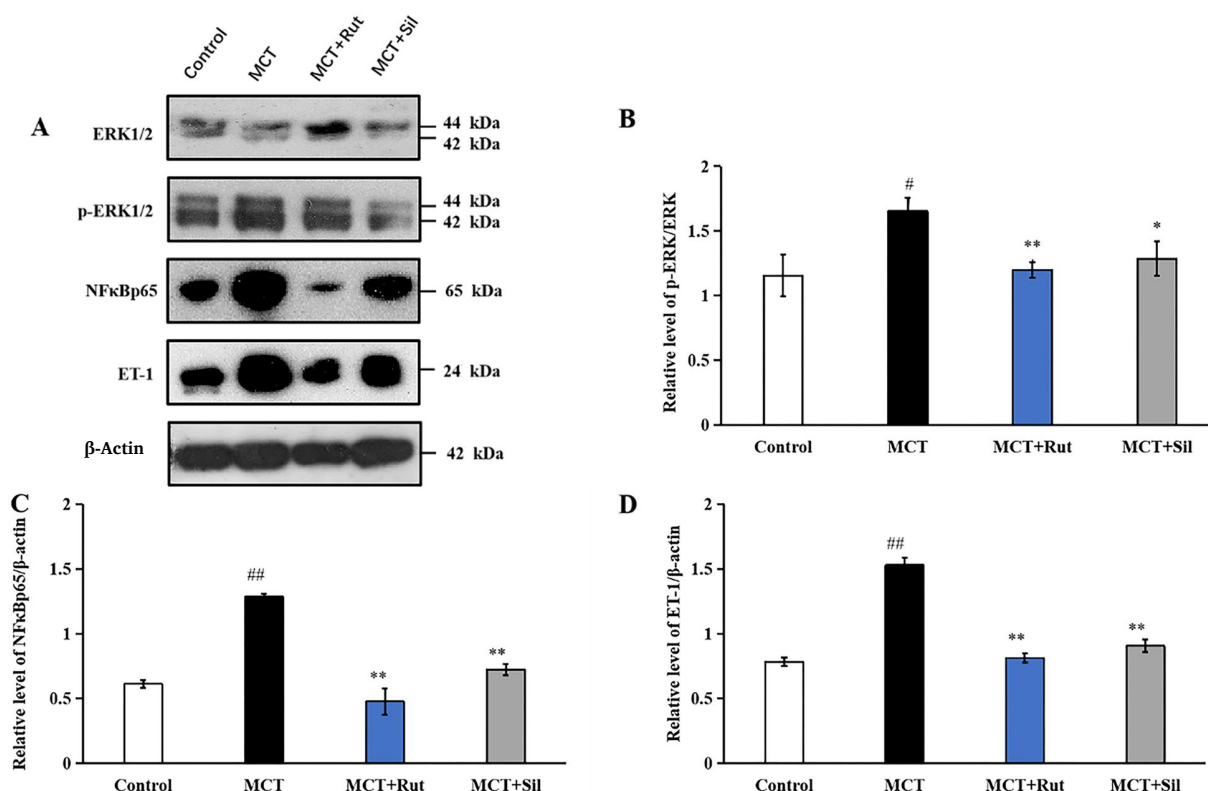 Control MCT MCT+Rut MCT+Sil
A
ERK1/2
44 kDa
42 kDa
p-ERK1/2
44 kDa
42 kDa
NFκBp65
65 kDa
ET-1
24 kDa
β-Actin
42 kDa
B
Relative level of p-ERK/ERK
2
1.5
1
0.5
0
#
**
*
Control MCT MCT+Rut MCT+Sil
C
Relative level of NFκBp65/β-actin
2
1.5
1
0.5
0
##
**
**
Control MCT MCT+Rut MCT+Sil
D
Relative level of ET-1/β-actin
2
1.5
1
0.5
0
##
**
**
Control MCT MCT+Rut MCT+Sil